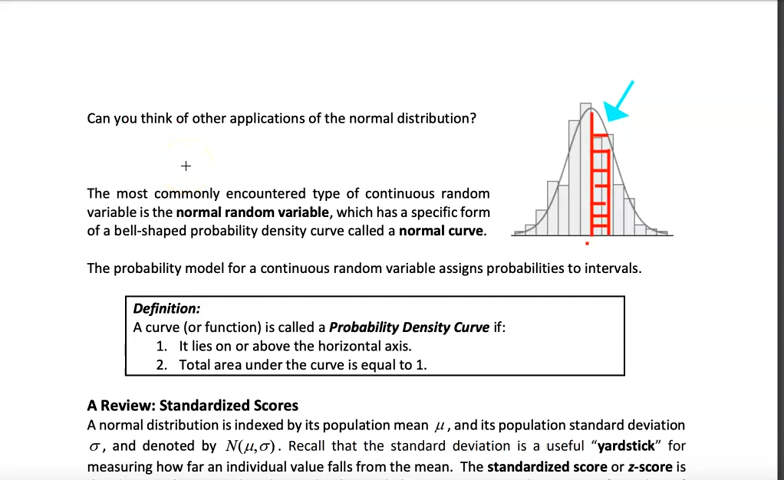 Can you think of other applications of the normal distribution?
The most commonly encountered type of continuous random
variable is the normal random variable, which has a specific form
of a bell-shaped probability density curve called a normal curve.
The probability model for a continuous random variable assigns probabilities to intervals.
Definition:
A curve (or function) is called a Probability Density Curve if:
1. It lies on or above the horizontal axis.
2. Total area under the curve is equal to 1.
A Review: Standardized Scores
A normal distribution is indexed by its population mean μ, and its population standard deviation
σ, and denoted by N(μ,σ). Recall that the standard deviation is a useful “yardstick” for
measuring how far an individual value falls from the mean. The standardized score or z-score is